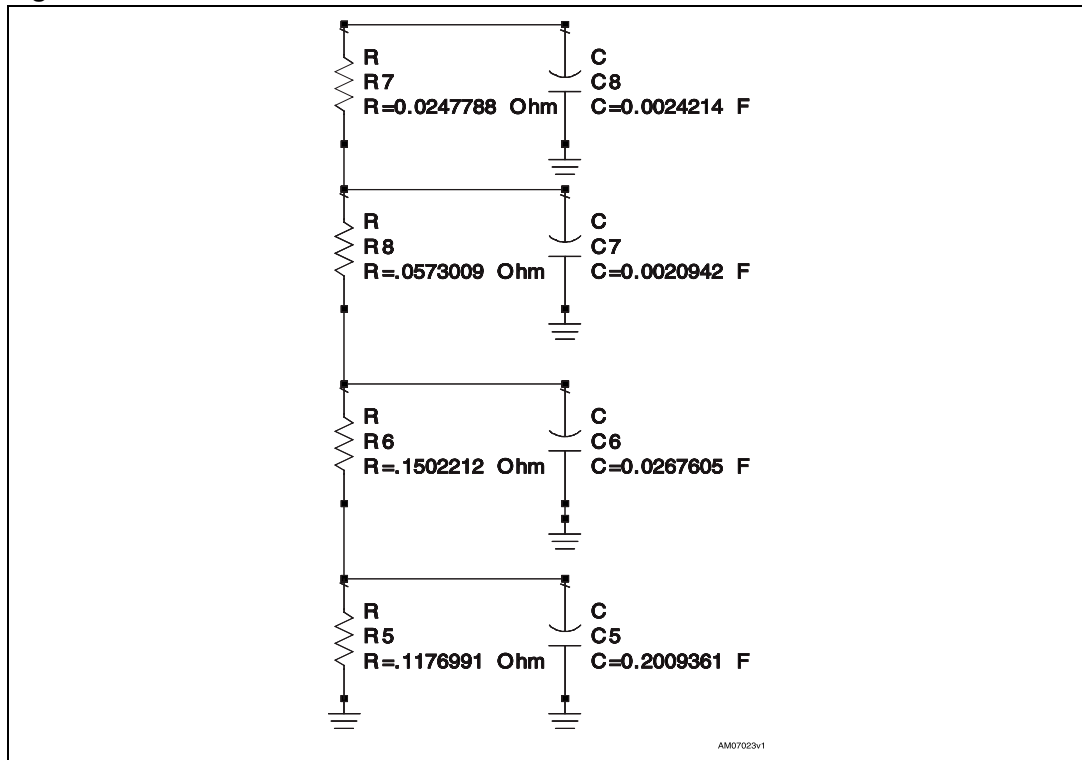 R
R7
R=0.0247788 Ohm
C
C8
C=0.0024214 F
R
R8
R=.0573009 Ohm
C
C7
C=0.0020942 F
R
R6
R=.1502212 Ohm
C
C6
C=0.0267605 F
R
R5
R=.1176991 Ohm
C
C5
C=0.2009361 F
AM07023v1